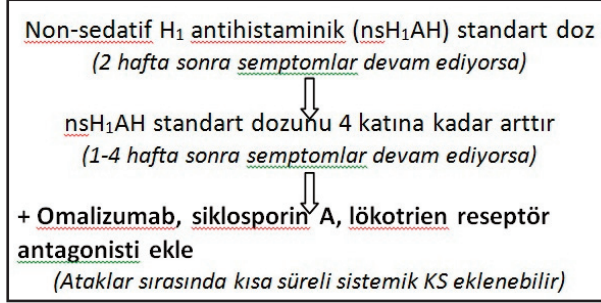 Non-sedatif H₁ antihistaminik (nsH₁AH) standart doz
(2 hafta sonra semptomlar devam ediyorsa)
nsH₁AH standart dozunu 4 katına kadar arttır
(1-4 hafta sonra semptomlar devam ediyorsa)
+ Omalizumab, siklosporin A, lökotrien reseptör
antagonisti ekle
(Ataklar sırasında kısa süreli sistemik KS eklenebilir)